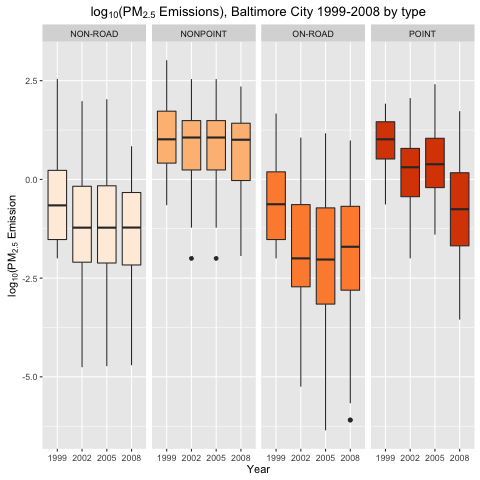 log₁₀(PM₂.₅ Emissions), Baltimore City 1999-2008 by type
NON-ROAD NONPOINT ON-ROAD POINT
2.5
0.0
-2.5
-5.0
log₁₀(PM₂.₅ Emission
1999 2002 2005 2008 1999 2002 2005 2008 1999 2002 2005 2008 1999 2002 2005 2008
Year